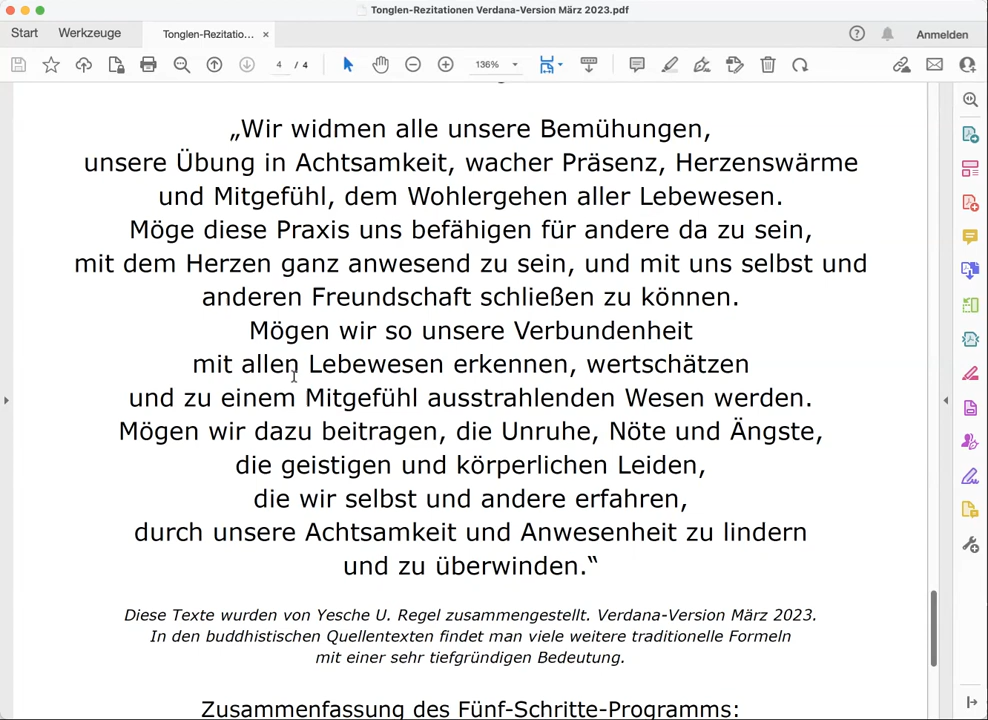 Tonglen-Rezitationen Verdana-Version März 2023.pdf
Start Werkzeuge Tonglen-Rezitatio... × Anmelden
4 / 4 136%
„Wir widmen alle unsere Bemühungen,
unsere Übung in Achtsamkeit, wacher Präsenz, Herzenswärme
und Mitgefühl, dem Wohlergehen aller Lebewesen.
Möge diese Praxis uns befähigen für andere da zu sein,
mit dem Herzen ganz anwesend zu sein, und mit uns selbst und
anderen Freundschaft schließen zu können.
Mögen wir so unsere Verbundenheit
mit allen Lebewesen erkennen, wertschätzen
und zu einem Mitgefühl ausstrahlenden Wesen werden.
Mögen wir dazu beitragen, die Unruhe, Nöte und Ängste,
die geistigen und körperlichen Leiden,
die wir selbst und andere erfahren,
durch unsere Achtsamkeit und Anwesenheit zu lindern
und zu überwinden.“
Diese Texte wurden von Yesche U. Regel zusammengestellt. Verdana-Version März 2023.
In den buddhistischen Quellentexten findet man viele weitere traditionelle Formeln
mit einer sehr tiefgründigen Bedeutung.
Zusammenfassung des Fünf-Schritte-Programms: